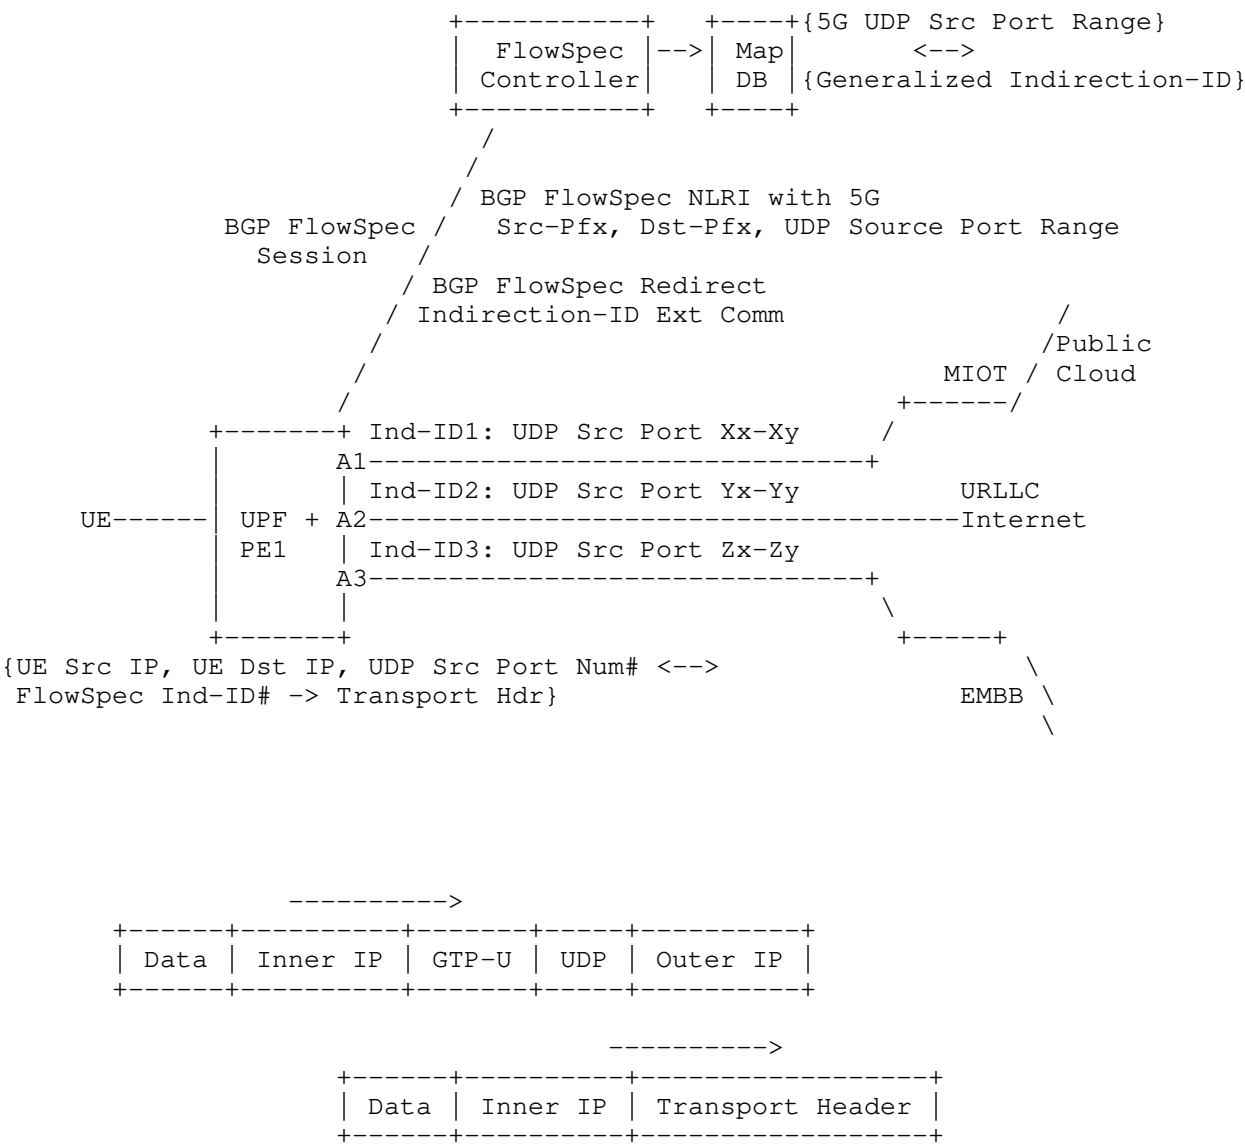 {5G UDP Src Port Range}
FlowSpec --> Map <-->
Controller DB {Generalized Indirection-ID}
BGP FlowSpec NLRI with 5G
BGP FlowSpec Src-Pfx, Dst-Pfx, UDP Source Port Range
Session
BGP FlowSpec Redirect
Indirection-ID Ext Comm
Public
MIOT Cloud
Ind-ID1: UDP Src Port Xx-Xy
A1
Ind-ID2: UDP Src Port Yx-Yy URLLC
UE UPF + A2 Internet
PE1 Ind-ID3: UDP Src Port Zx-Zy
A3
{UE Src IP, UE Dst IP, UDP Src Port Num# <-->
FlowSpec Ind-ID# -> Transport Hdr} EMBB
Data Inner IP GTP-U UDP Outer IP
Data Inner IP Transport Header